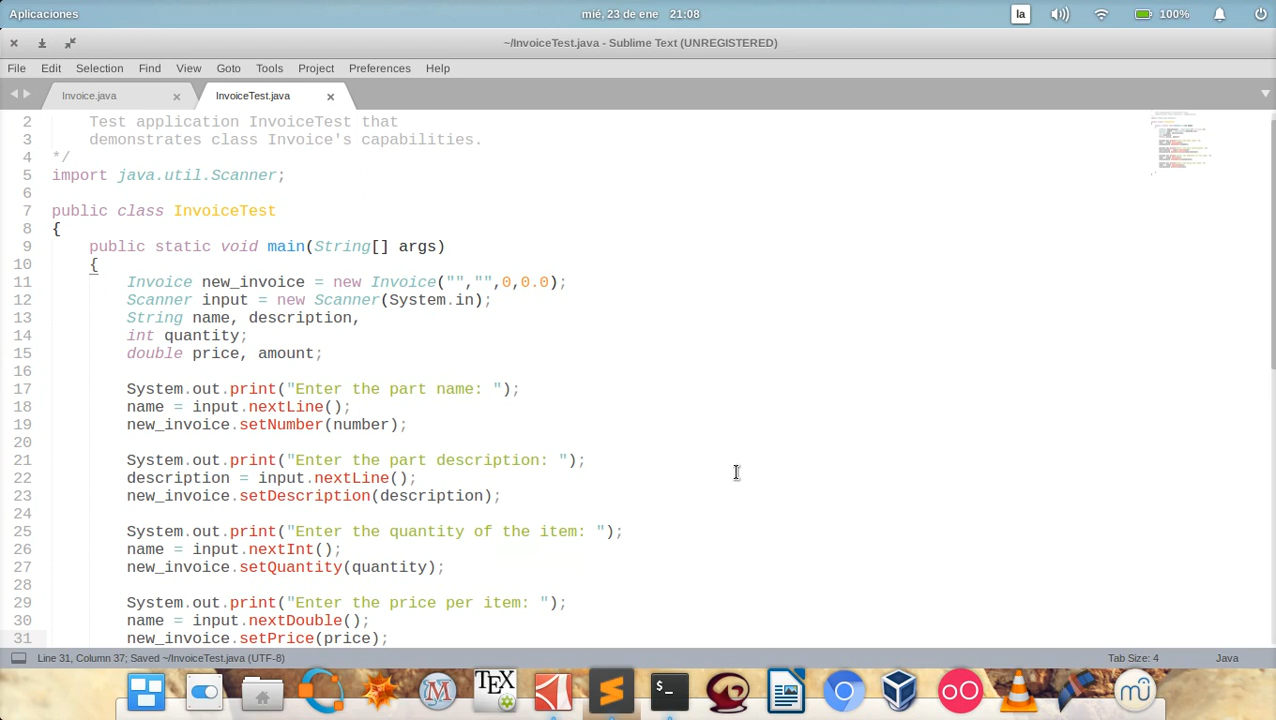 Aplicaciones
mié, 23 de ene 21:08
la
100%
~/InvoiceTest.java - Sublime Text (UNREGISTERED)
File Edit Selection Find View Goto Tools Project Preferences Help
Invoice.java
InvoiceTest.java
2 Test application InvoiceTest that
3 demonstrates class Invoice's capabilities.
4 */
5 import java.util.Scanner;
6
7 public class InvoiceTest
8 {
9 public static void main(String[] args)
10 {
11 Invoice new_invoice = new Invoice("","",0,0.0);
12 Scanner input = new Scanner(System.in);
13 String name, description,
14 int quantity;
15 double price, amount;
16
17 System.out.print("Enter the part name: ");
18 name = input.nextLine();
19 new_invoice.setNumber(number);
20
21 System.out.print("Enter the part description: ");
22 description = input.nextLine();
23 new_invoice.setDescription(description);
24
25 System.out.print("Enter the quantity of the item: ");
26 name = input.nextInt();
27 new_invoice.setQuantity(quantity);
28
29 System.out.print("Enter the price per item: ");
30 name = input.nextDouble();
31 new_invoice.setPrice(price);
Line 31, Column 37; Saved ~/InvoiceTest.java (UTF-8)
Tab Size: 4
Java
TEX
$_
mu